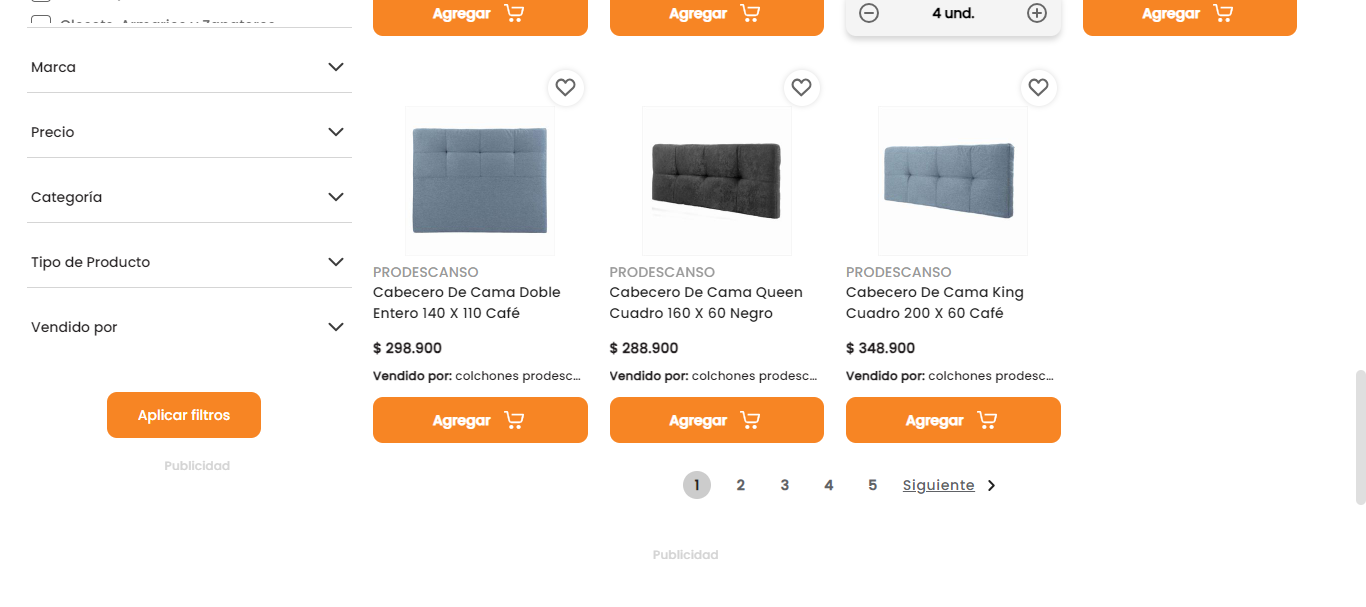 Agregar
Agregar
4 und.
Agregar
Marca
Precio
Categoría
Tipo de Producto
Vendido por
Aplicar filtros
Publicidad
PRODESCANSO
Cabecero De Cama Doble
Entero 140 X 110 Café
$ 298.900
Vendido por: colchones prodesc...
Agregar
PRODESCANSO
Cabecero De Cama Queen
Cuadro 160 X 60 Negro
$ 288.900
Vendido por: colchones prodesc...
Agregar
PRODESCANSO
Cabecero De Cama King
Cuadro 200 X 60 Café
$ 348.900
Vendido por: colchones prodesc...
Agregar
1 2 3 4 5 Siguiente
Publicidad